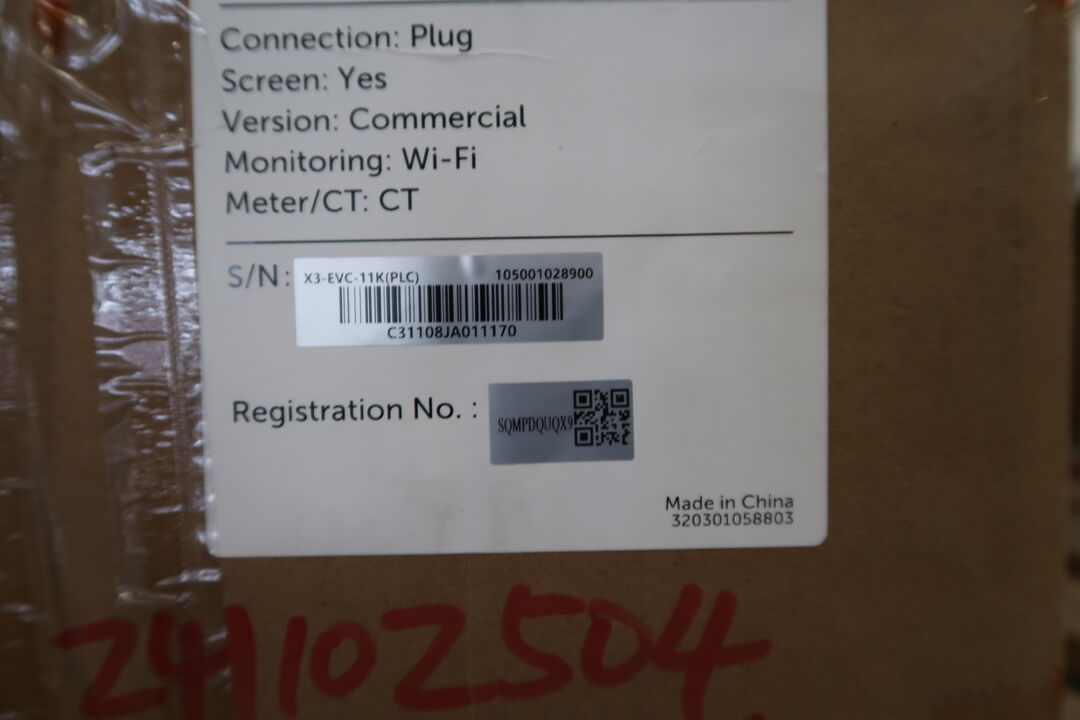 Connection: Plug
Screen: Yes
Version: Commercial
Monitoring: Wi-Fi
Meter/CT: CT
S/N: X3-EVC-11K(PLC) 105001028900
C31108JA011170
Registration No. : SQMPDQUQX9
Made in China
320301058803
24102504